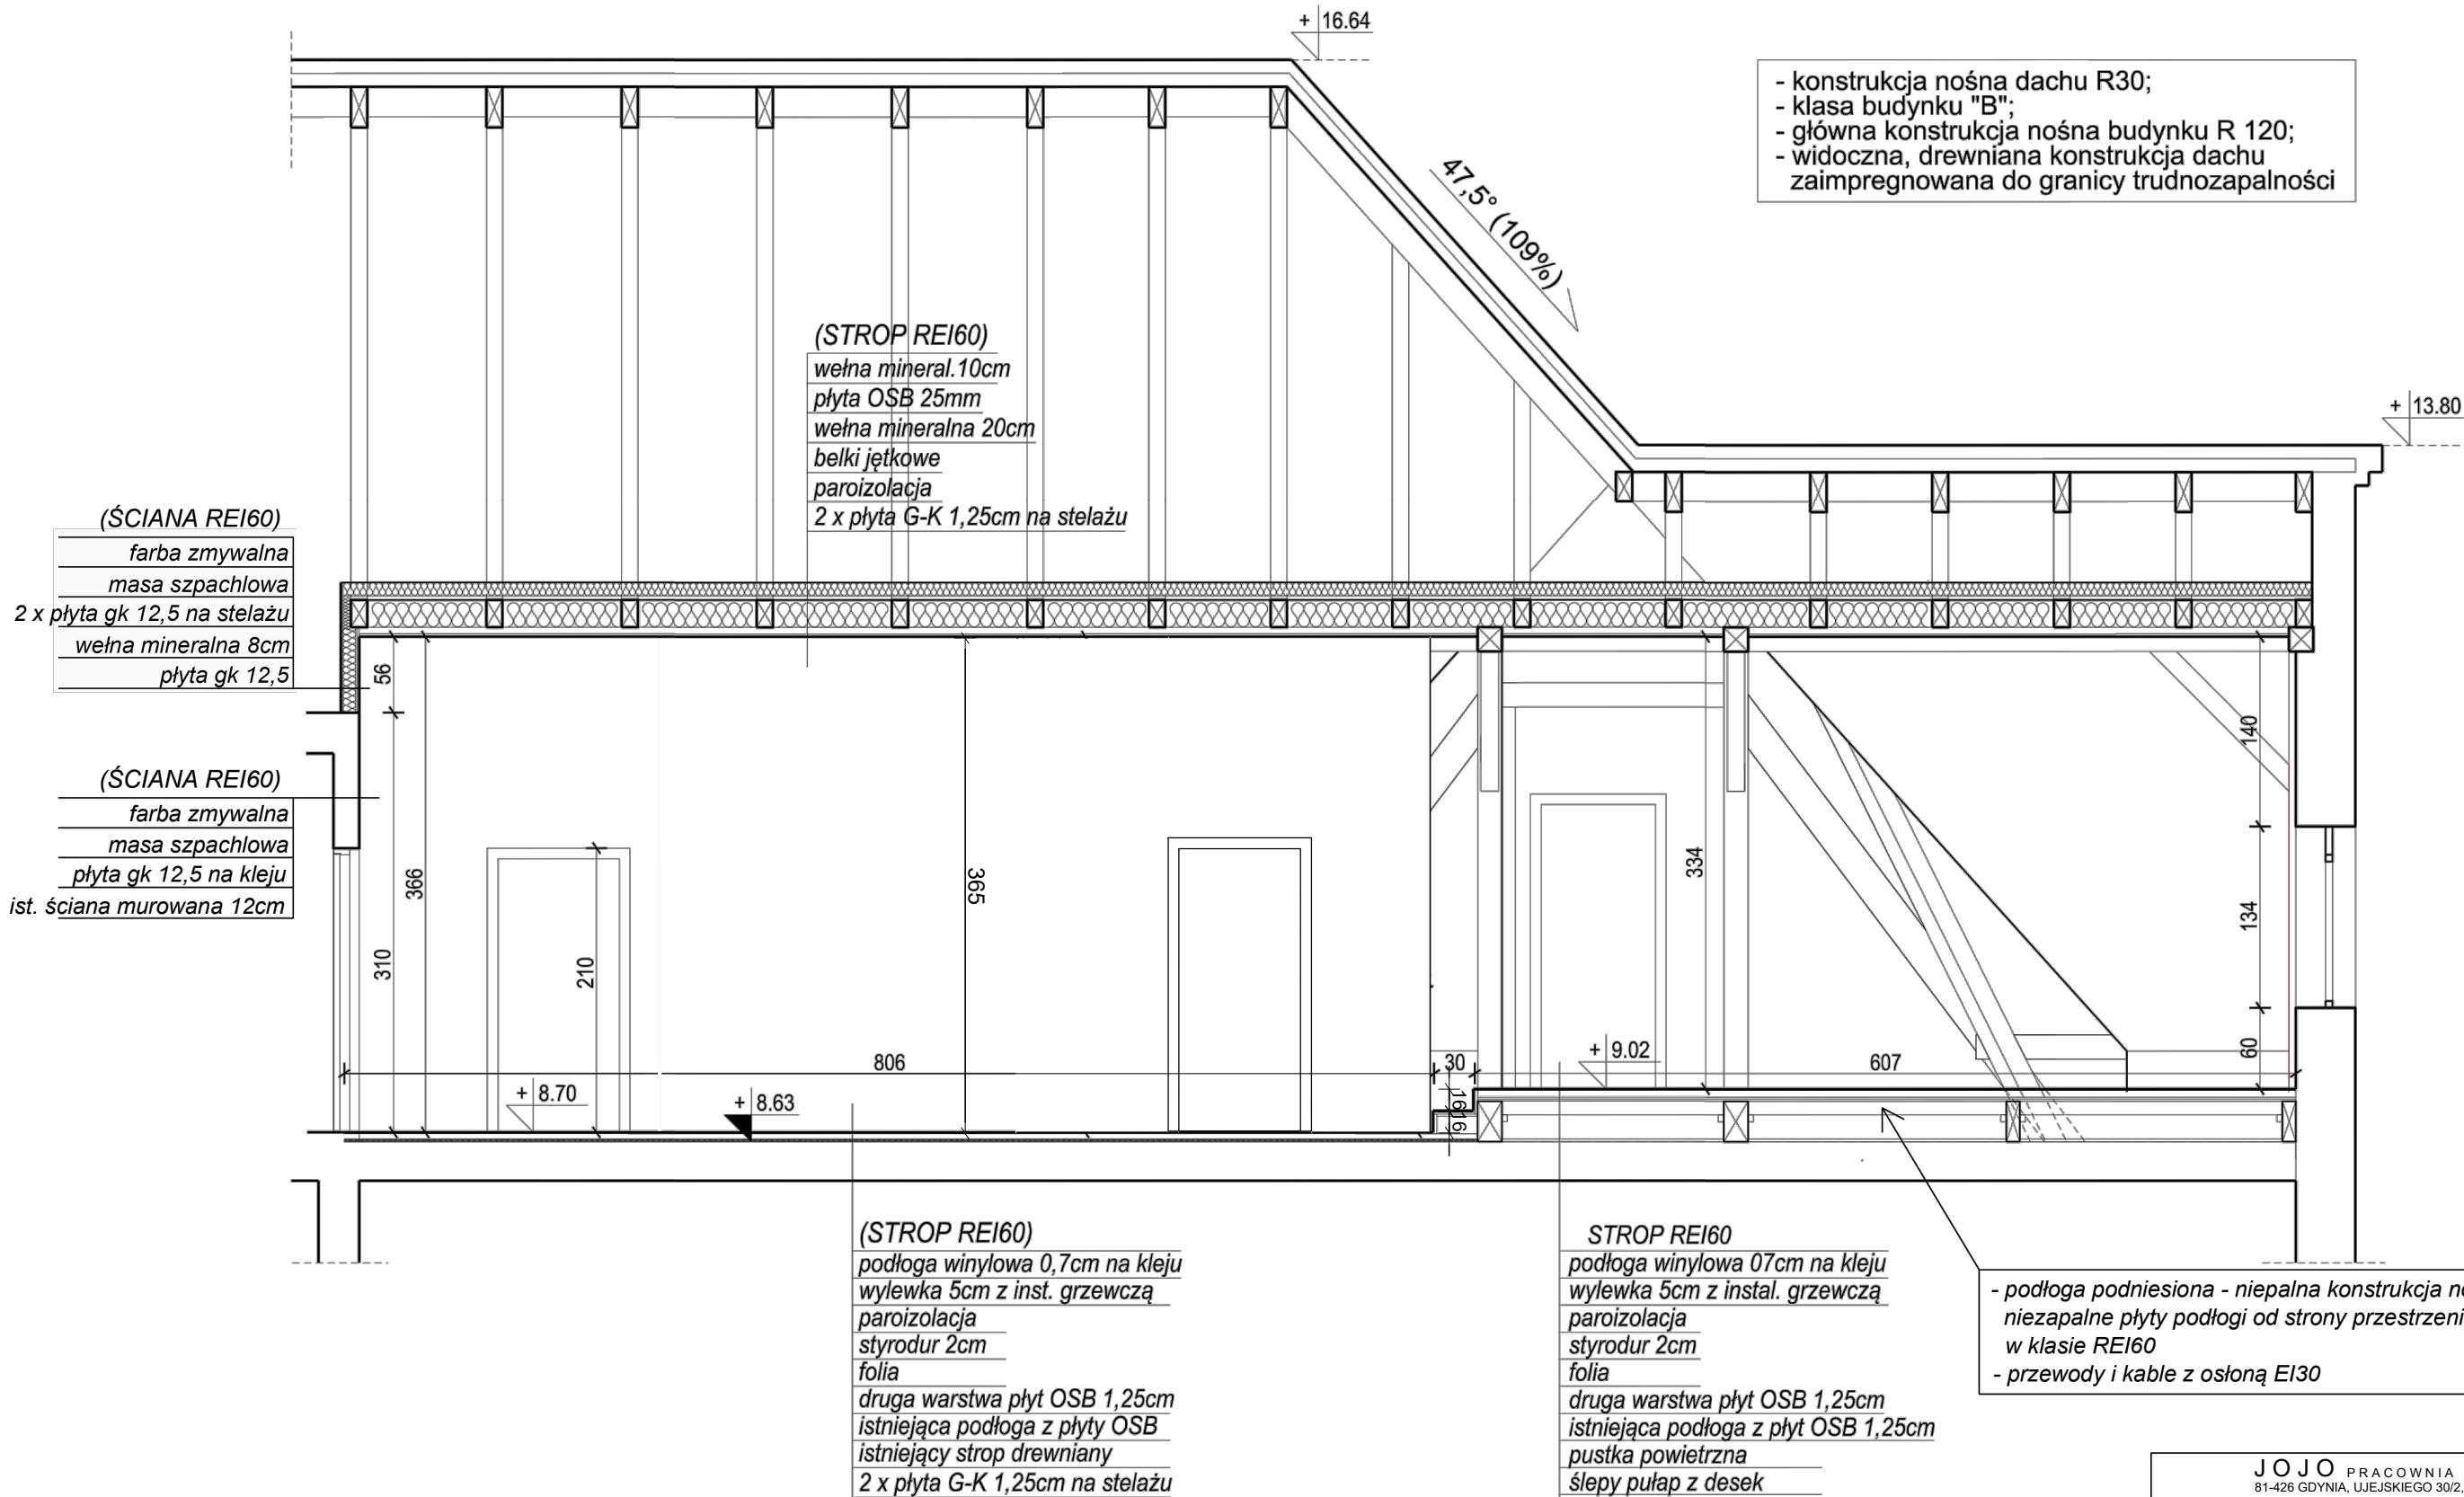 + 16.64
- konstrukcja nośna dachu R30;
- klasa budynku "B";
- główna konstrukcja nośna budynku R 120;
- widoczna, drewniana konstrukcja dachu
zaimpregnowana do granicy trudnozapalności
47,5° (109%)
+ 13.80
(STROP REI60)
wełna mineral.10cm
płyta OSB 25mm
wełna mineralna 20cm
belki jętkowe
paroizolacja
2 x płyta G-K 1,25cm na stelażu
(ŚCIANA REI60)
farba zmywalna
masa szpachlowa
2 x płyta gk 12,5 na stelażu
wełna mineralna 8cm
płyta gk 12,5
(ŚCIANA REI60)
farba zmywalna
masa szpachlowa
płyta gk 12,5 na kleju
ist. ściana murowana 12cm
56
310
366
210
365
334
140
134
60
806
30
607
16
16
+ 8.70
+ 8.63
+ 9.02
(STROP REI60)
podłoga winylowa 0,7cm na kleju
wylewka 5cm z inst. grzewczą
paroizolacja
styrodur 2cm
folia
druga warstwa płyt OSB 1,25cm
istniejąca podłoga z płyty OSB
istniejący strop drewniany
2 x płyta G-K 1,25cm na stelażu
STROP REI60
podłoga winylowa 07cm na kleju
wylewka 5cm z instal. grzewczą
paroizolacja
styrodur 2cm
folia
druga warstwa płyt OSB 1,25cm
istniejąca podłoga z płyt OSB 1,25cm
pustka powietrzna
ślepy pułap z desek
- podłoga podniesiona - niepalna konstrukcja
niezapalne płyty podłogi od strony przestrzeni
w klasie REI60
- przewody i kable z osłoną EI30
JOJO PRACOWNIA
81-426 GDYNIA, UJEJSKIEGO 30/2